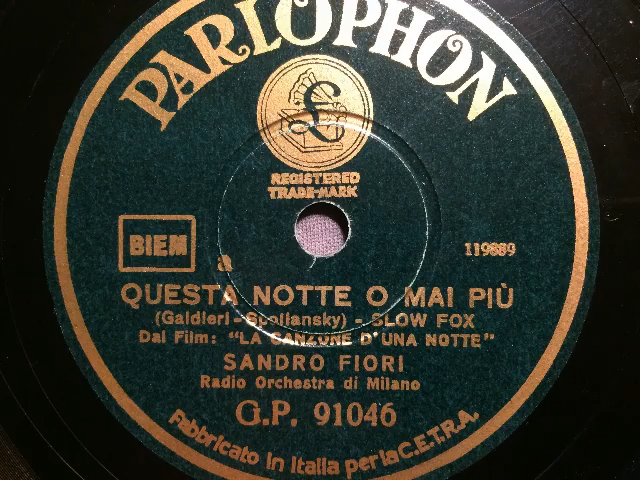 PARLOPHON
£
REGISTERED
TRADE-MARK
BIEM
119889
a
QUESTA NOTTE O MAI PIÙ
(Galdieri - Spoliansky) - SLOW FOX
Dal Film: "LA CANZONE D'UNA NOTTE"
SANDRO FIORI
Radio Orchestra di Milano
G.P. 91046
Fabbricato in Italia per la C.E.T.R.A.